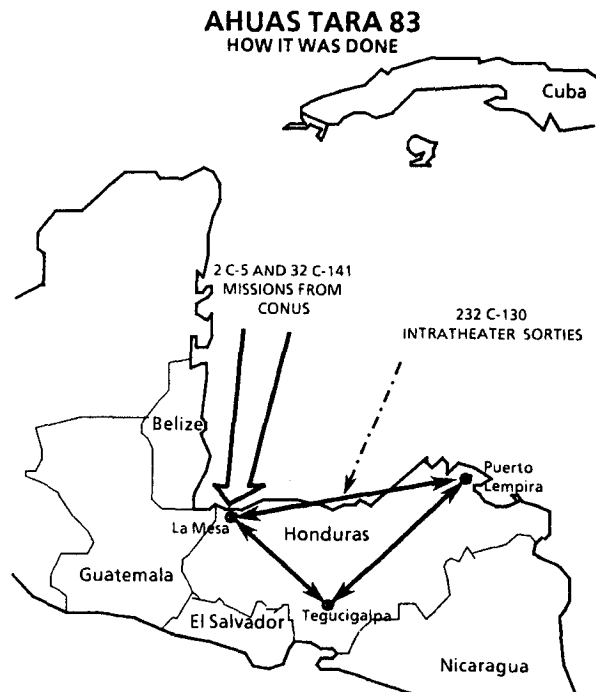 AHUAS TARA 83
HOW IT WAS DONE
Cuba
2 C-5 AND 32 C-141
MISSIONS FROM
CONUS
232 C-130
INTRATHEATER SORTIES
Belize
Puerto
Lempira
La Mesa
Honduras
Guatemala
Tegucigalpa
El Salvador
Nicaragua